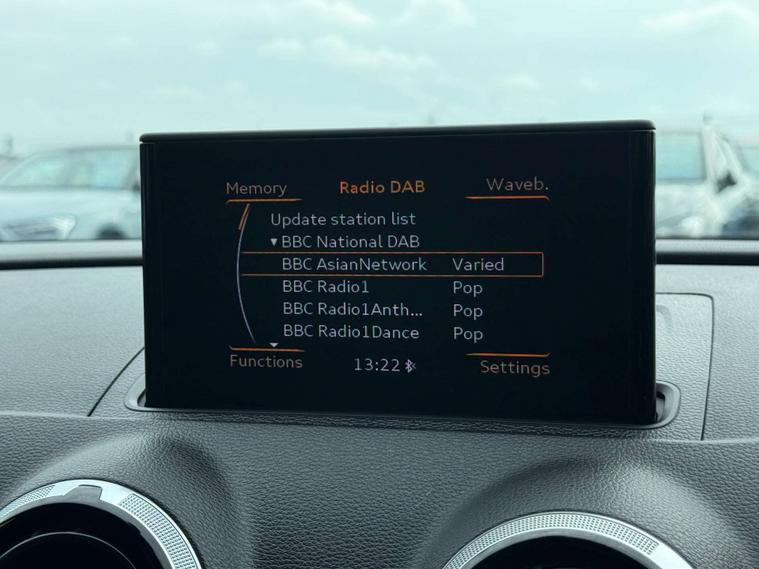 Memory Radio DAB Waveb.
Update station list
▼ BBC National DAB
BBC AsianNetwork Varied
BBC Radio1 Pop
BBC Radio1Anth... Pop
BBC Radio1Dance Pop
Functions 13:22 Settings